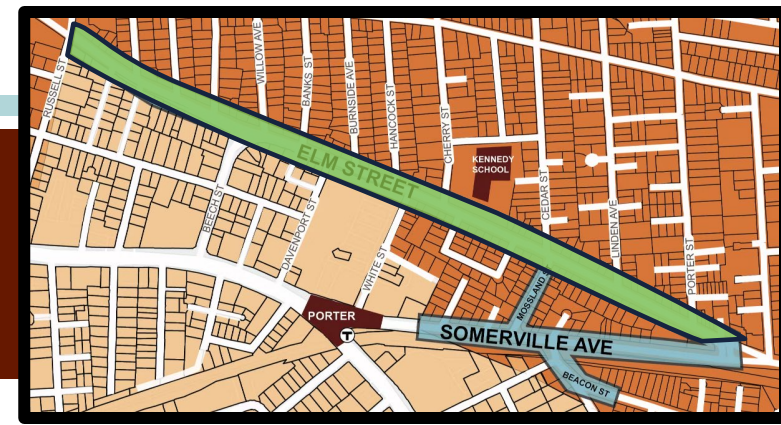 RUSSELL ST
WILLOW AVE
BANKS ST
BURNSIDE AVE
HANCOCK ST
CHERRY ST
KENNEDY
SCHOOL
ELM STREET
CEDAR ST
LINDEN AVE
PORTER ST
BEECH ST
DAVENPORT ST
WHITE ST
MOSSLAND
PORTER
T
SOMERVILLE AVE
BEACON ST